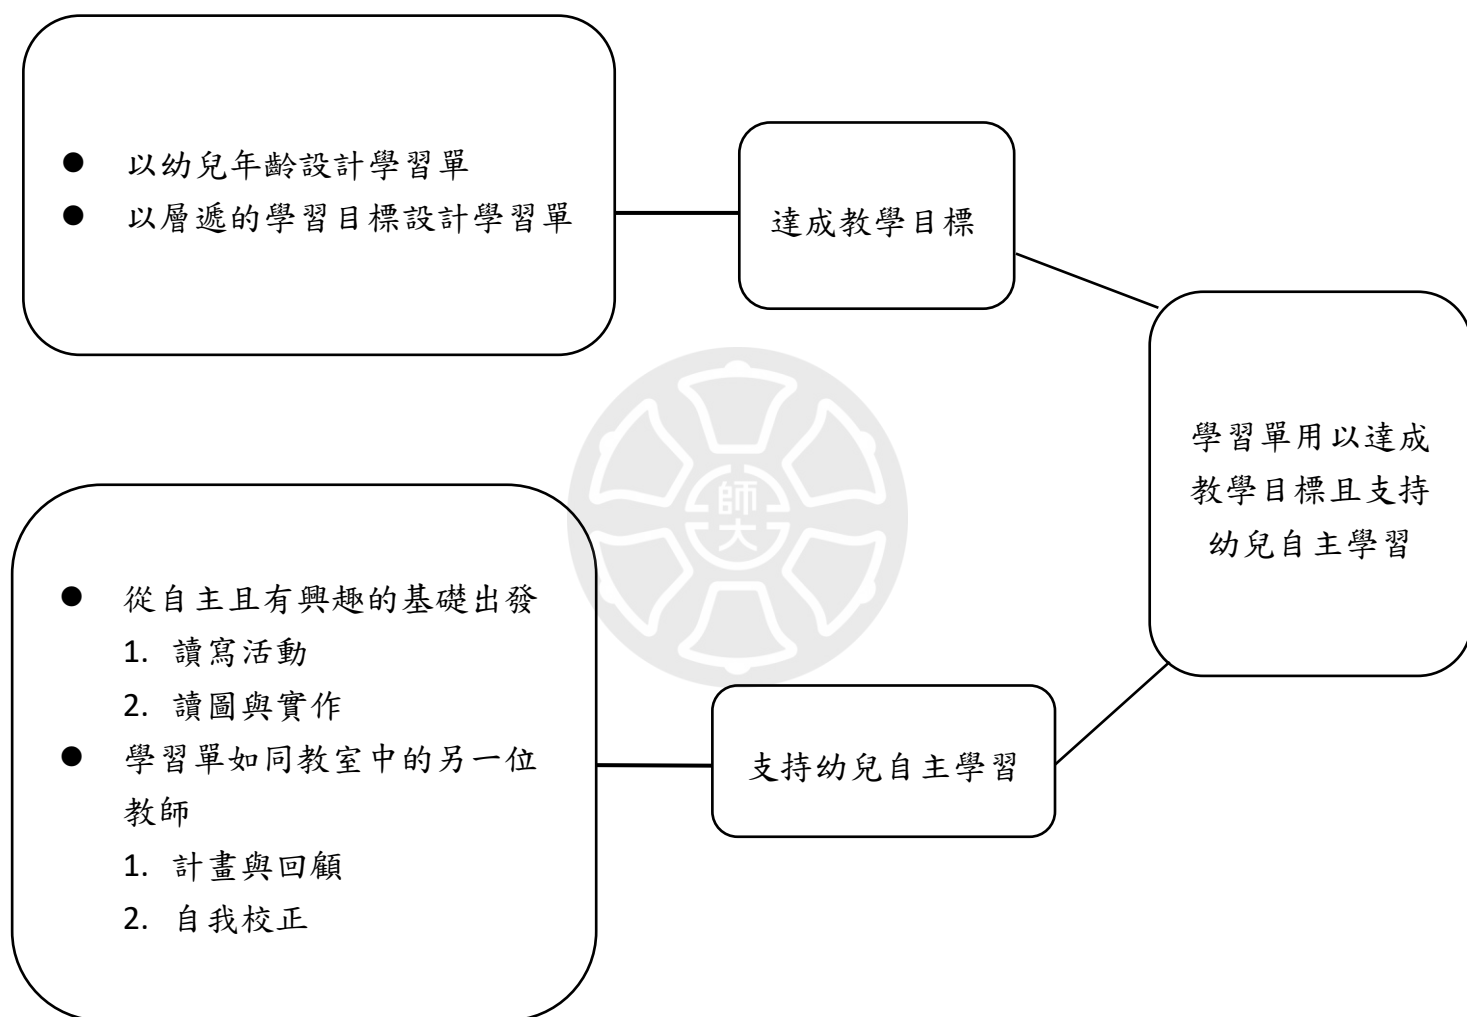 ● 以幼兒年齡設計學習單
● 以層遞的學習目標設計學習單
達成教學目標
學習單用以達成
教學目標且支持
幼兒自主學習
● 從自主且有興趣的基礎出發
1. 讀寫活動
2. 讀圖與實作
● 學習單如同教室中的另一位
教師
1. 計畫與回顧
2. 自我校正
支持幼兒自主學習
師大